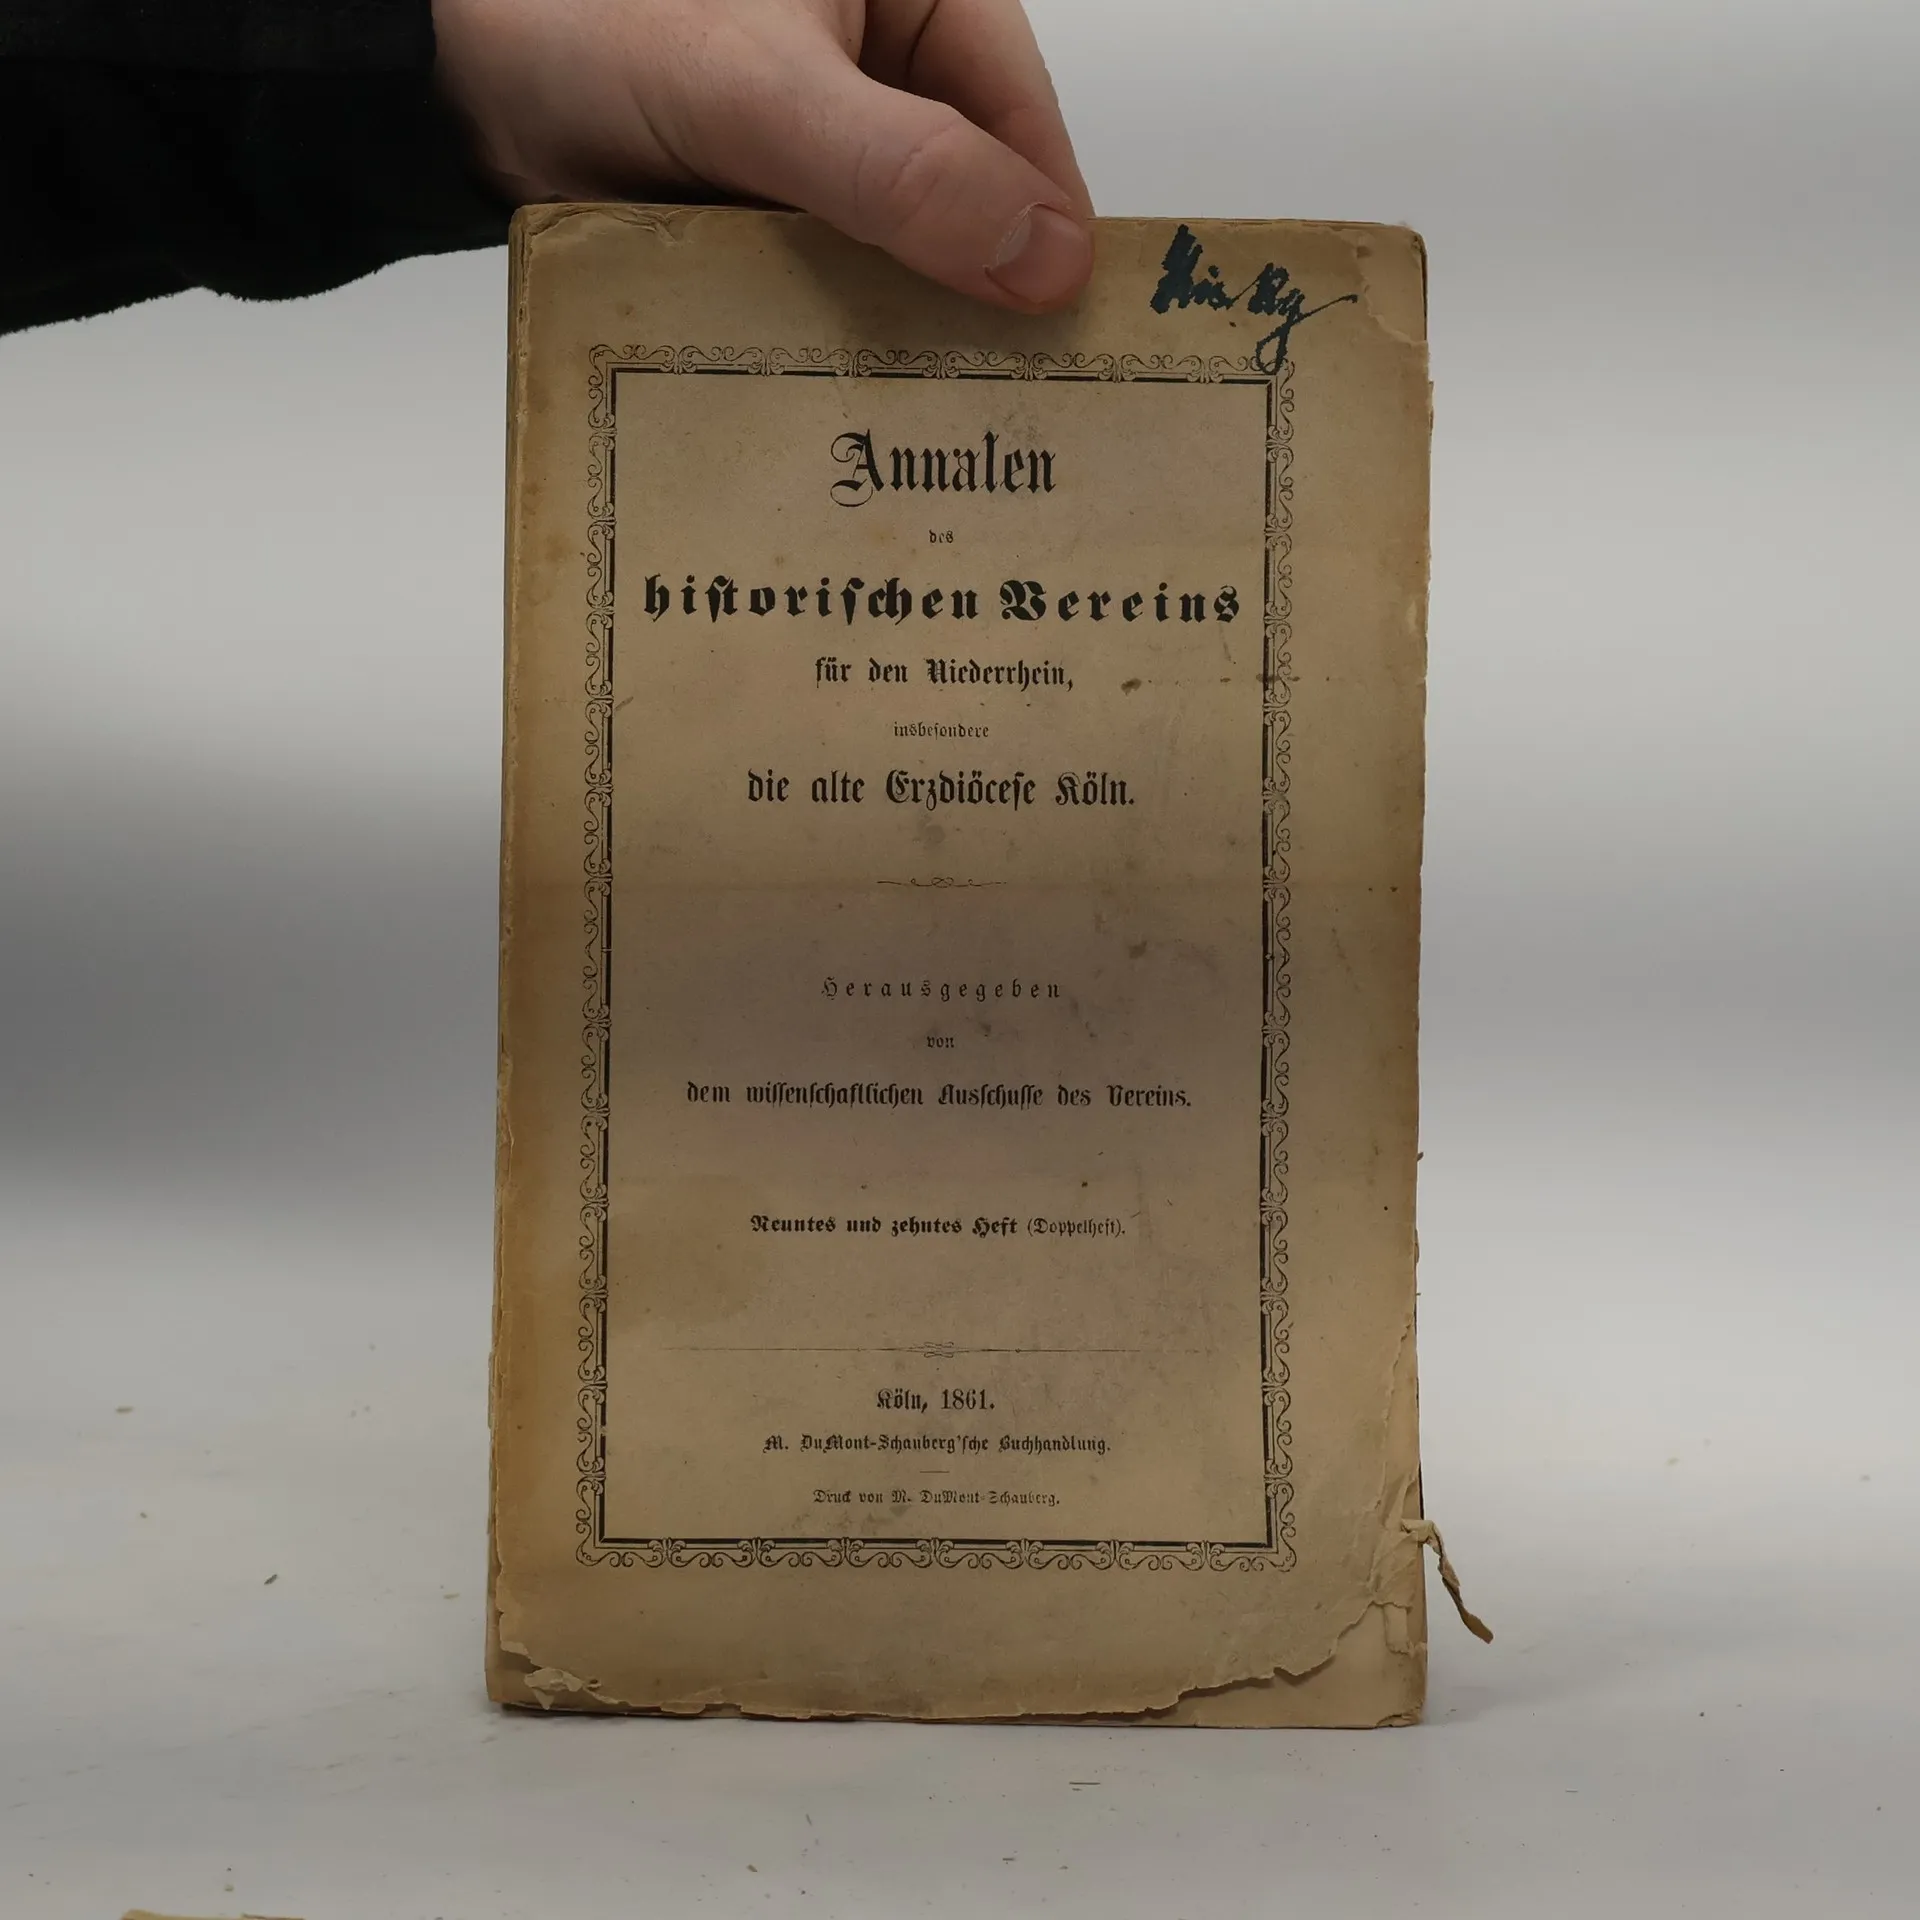 Annalen
des
hiſtoriſchen Vereins
für den Niederrhein,
insbeſondere
die alte Erzdiöceſe Köln.
Herausgegeben
von
dem wiſſenſchaftlichen Ausſchuſſe des Vereins.
Neuntes und zehntes Heft (Doppelheft).
Köln, 1861.
M. DuMont-Schauberg'ſche Buchhandlung.
Druck von M. DuMont-Schauberg.